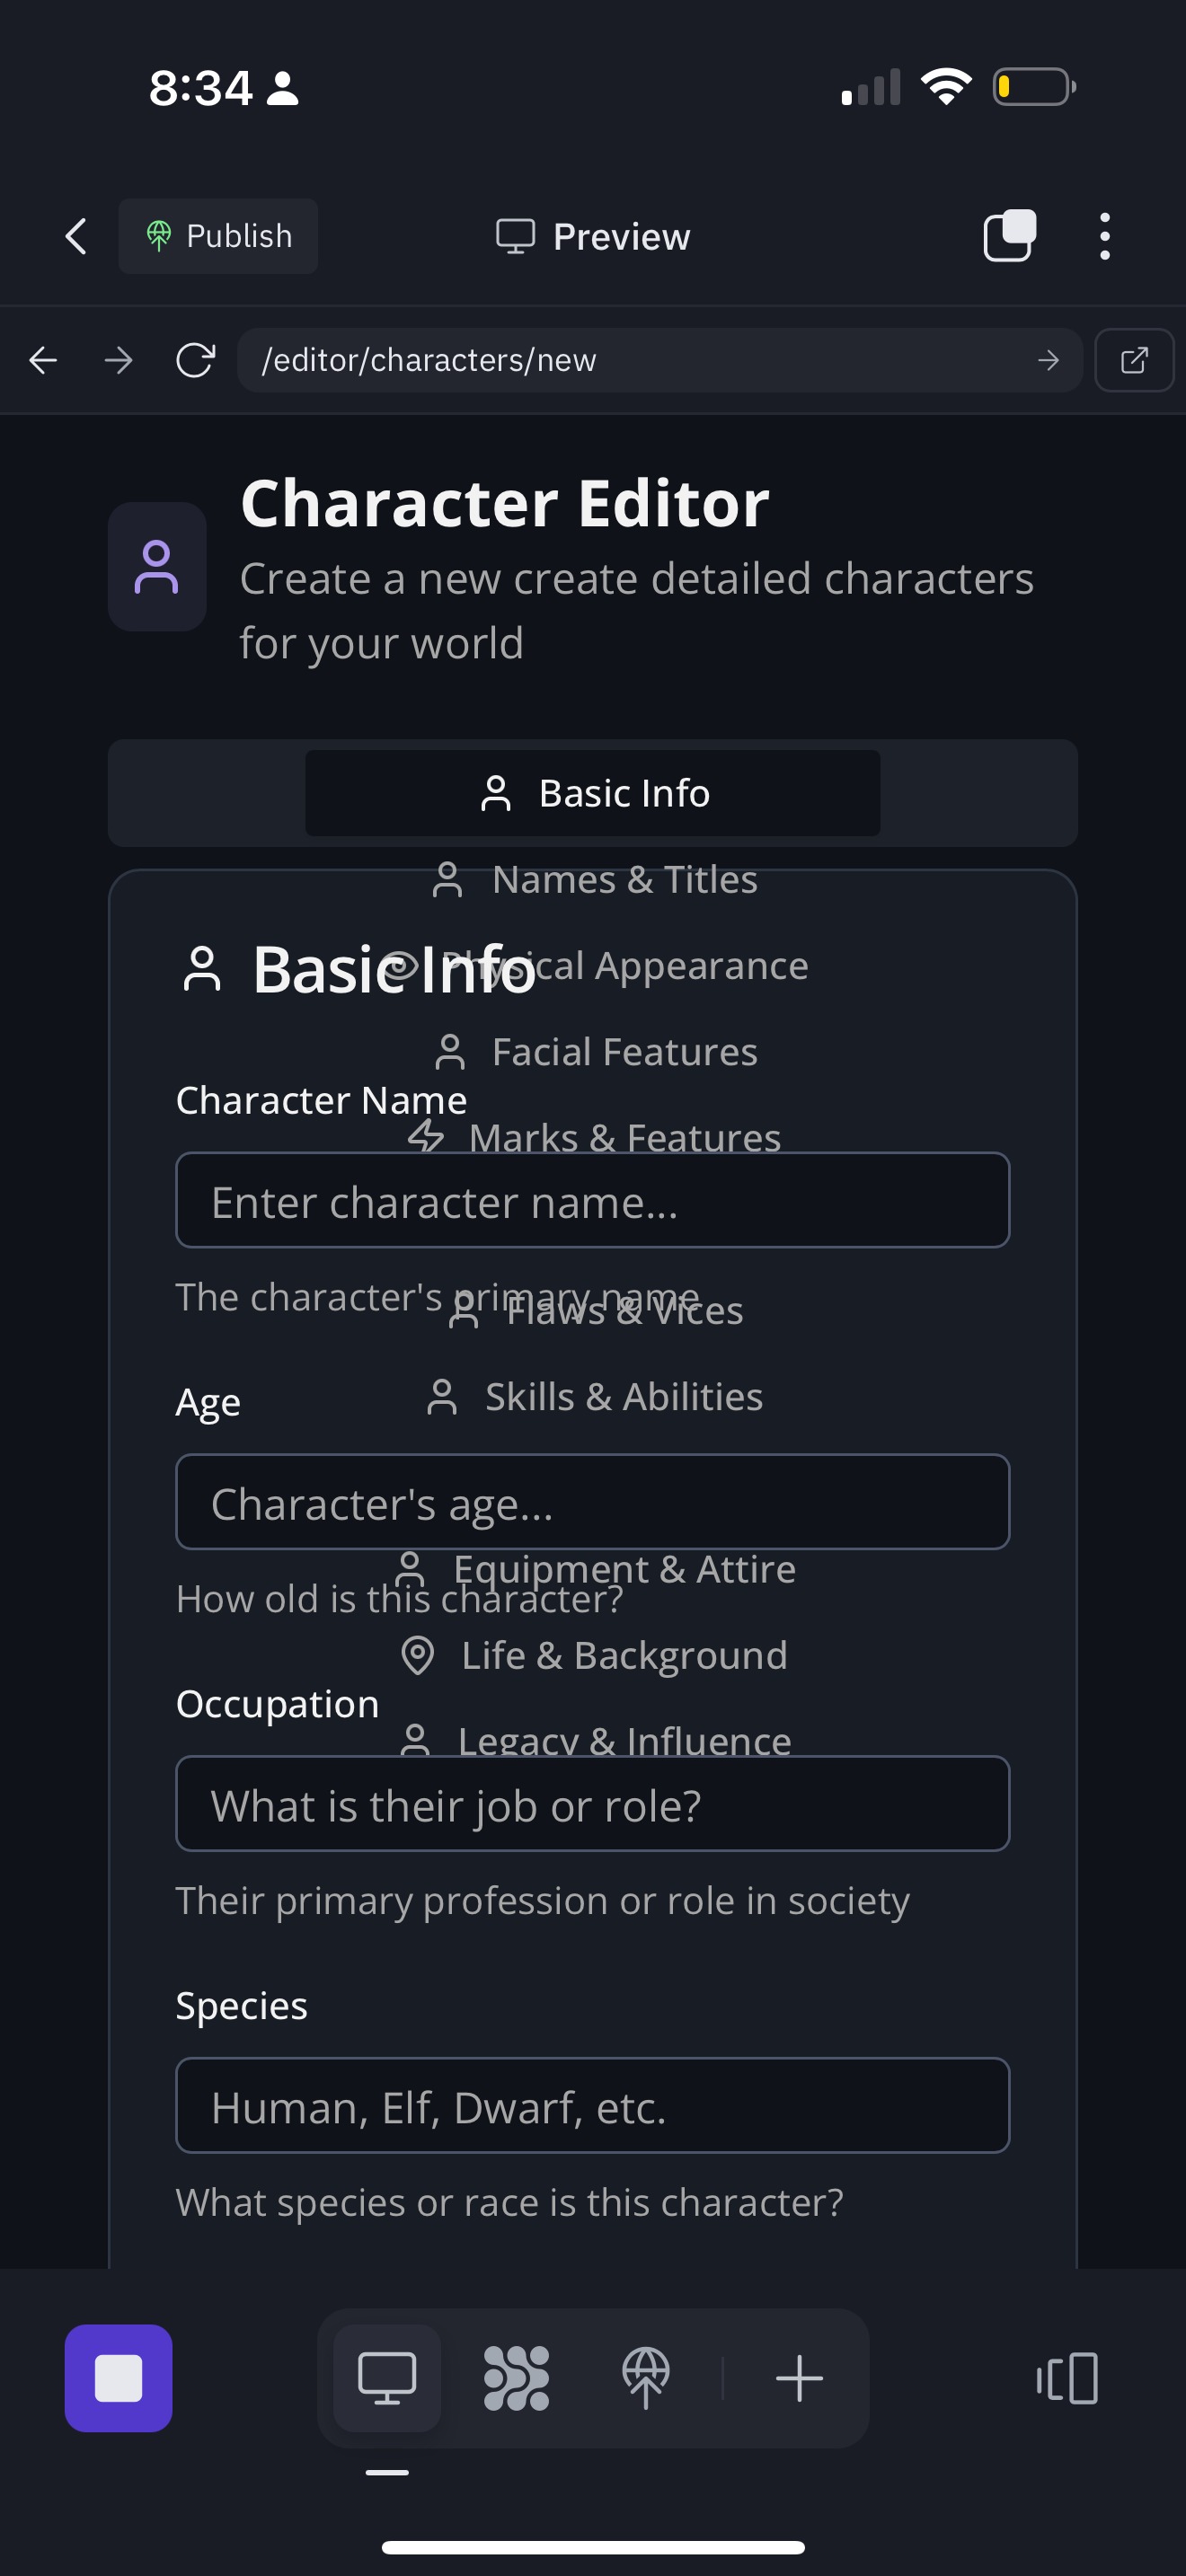 8:34
Publish
Preview
/editor/characters/new
Character Editor
Create a new create detailed characters
for your world
Basic Info
Names & Titles
Basic Info
Physical Appearance
Facial Features
Character Name
Marks & Features
Enter character name...
The character's primary name
Flaws & Vices
Skills & Abilities
Age
Character's age...
Equipment & Attire
How old is this character?
Life & Background
Occupation
Legacy & Influence
What is their job or role?
Their primary profession or role in society
Species
Human, Elf, Dwarf, etc.
What species or race is this character?